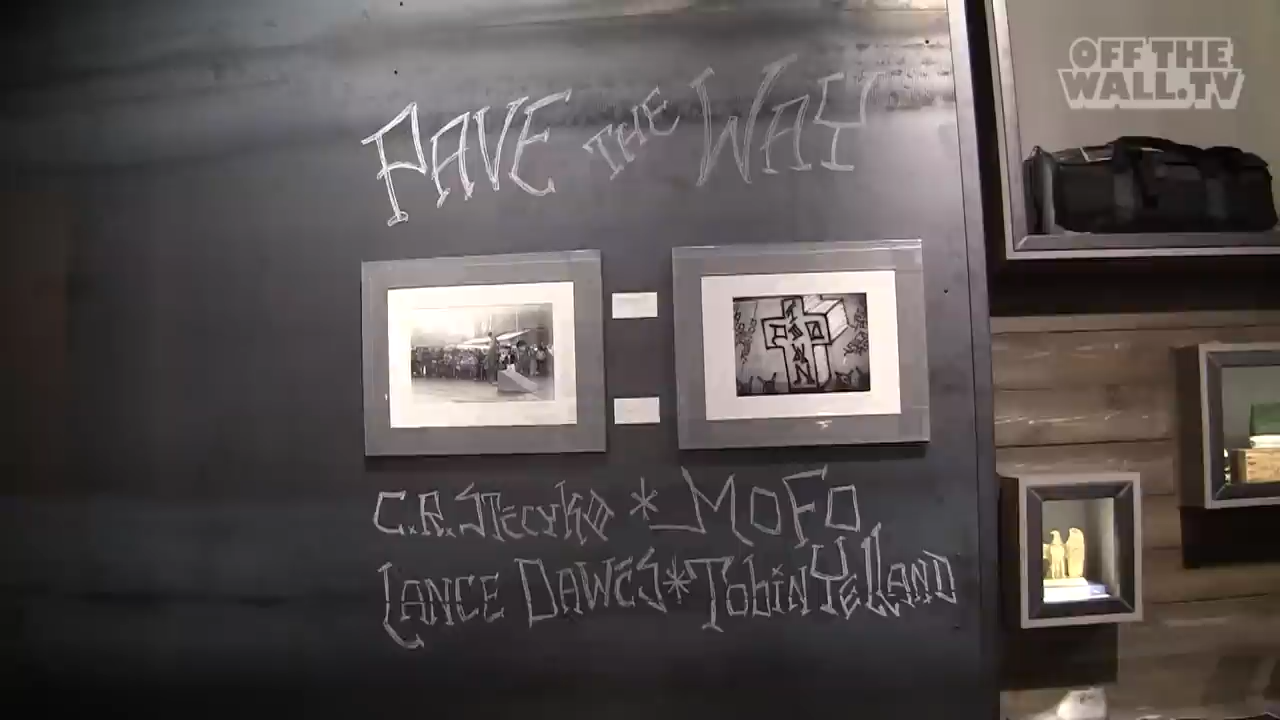 OFF THE
WALL.TV
PAVE THE WAY
C.R. STECYK * MOFO
LANCE DAWES * TOBIN YELLAND